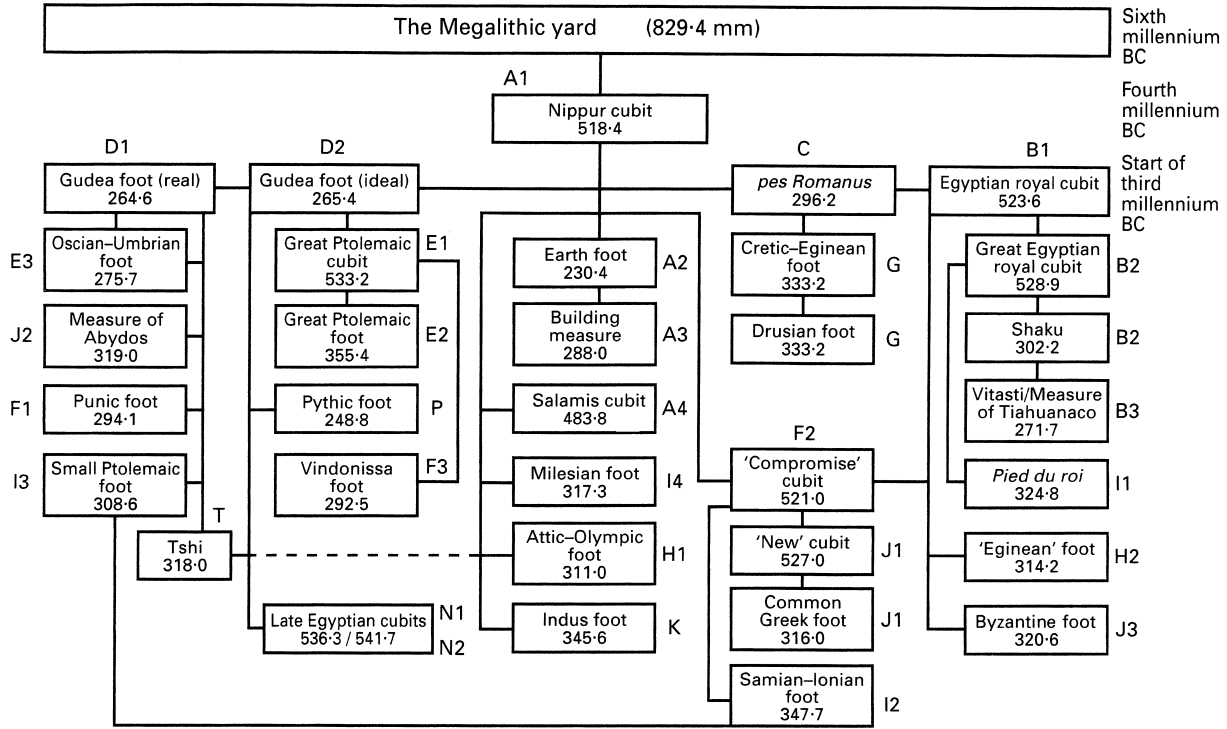 The Megalithic yard (829·4 mm)
Sixth
millennium
BC
A1
Nippur cubit
518·4
Fourth
millennium
BC
D1
Gudea foot (real)
264·6
D2
Gudea foot (ideal)
265·4
C
pes Romanus
296·2
B1
Egyptian royal cubit
523·6
Start of
third
millennium
BC
E3
Oscian–Umbrian
foot
275·7
Great Ptolemaic
cubit
533·2
E1
Earth foot
230·4
A2
Cretic–Eginean
foot
333·2
G
Great Egyptian
royal cubit
528·9
B2
J2
Measure of
Abydos
319·0
Great Ptolemaic
foot
355·4
E2
Building
measure
288·0
A3
Drusian foot
333·2
G
Shaku
302·2
B2
F1
Punic foot
294·1
Pythic foot
248·8
P
Salamis cubit
483·8
A4
Vitasti/Measure
of Tiahuanaco
271·7
B3
I3
Small Ptolemaic
foot
308·6
Vindonissa
foot
292·5
F3
Milesian foot
317·3
I4
F2
'Compromise'
cubit
521·0
Pied du roi
324·8
I1
T
Tshi
318·0
Attic–Olympic
foot
311·0
H1
'New' cubit
527·0
J1
'Eginean' foot
314·2
H2
Late Egyptian cubits
536·3 / 541·7
N1
N2
Indus foot
345·6
K
Common
Greek foot
316·0
J1
Byzantine foot
320·6
J3
Samian–Ionian
foot
347·7
I2